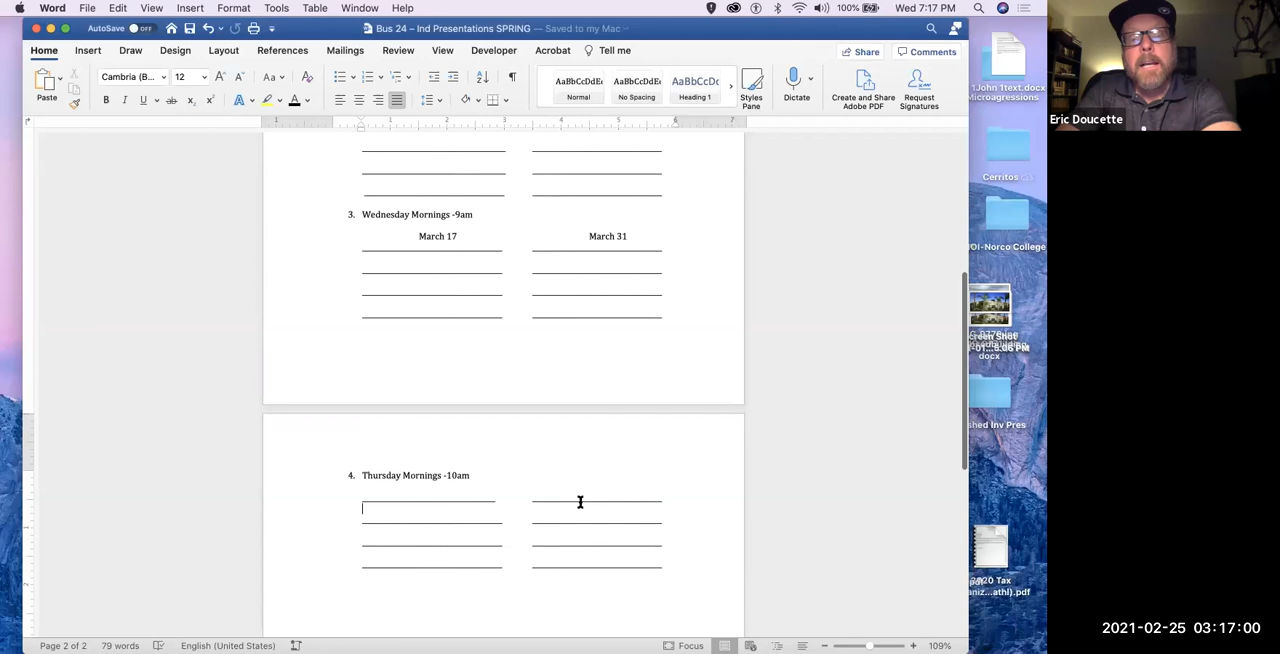 Word File Edit View Insert Format Tools Table Window Help 100% Wed 7:17 PM
AutoSave OFF Bus 24 – Ind Presentations SPRING — Saved to my Mac
Home Insert Draw Design Layout References Mailings Review View Developer Acrobat Tell me Share Comments
Paste Cambria (B... 12 Aa AaBbCcDdEe AaBbCcDdEe AaBbCcDc
Normal No Spacing Heading 1 Styles Pane Dictate Create and Share Adobe PDF Request Signatures
1John 1text.docx
Microagressions
Eric Doucette
Cerritos
3. Wednesday Mornings -9am
March 17 March 31
OI-Norco College
docx
shed Inv Pres
4. Thursday Mornings -10am
2020 Tax
aniz...athl).pdf
2021-02-25 03:17:00
Page 2 of 2 79 words English (United States) Focus 109%